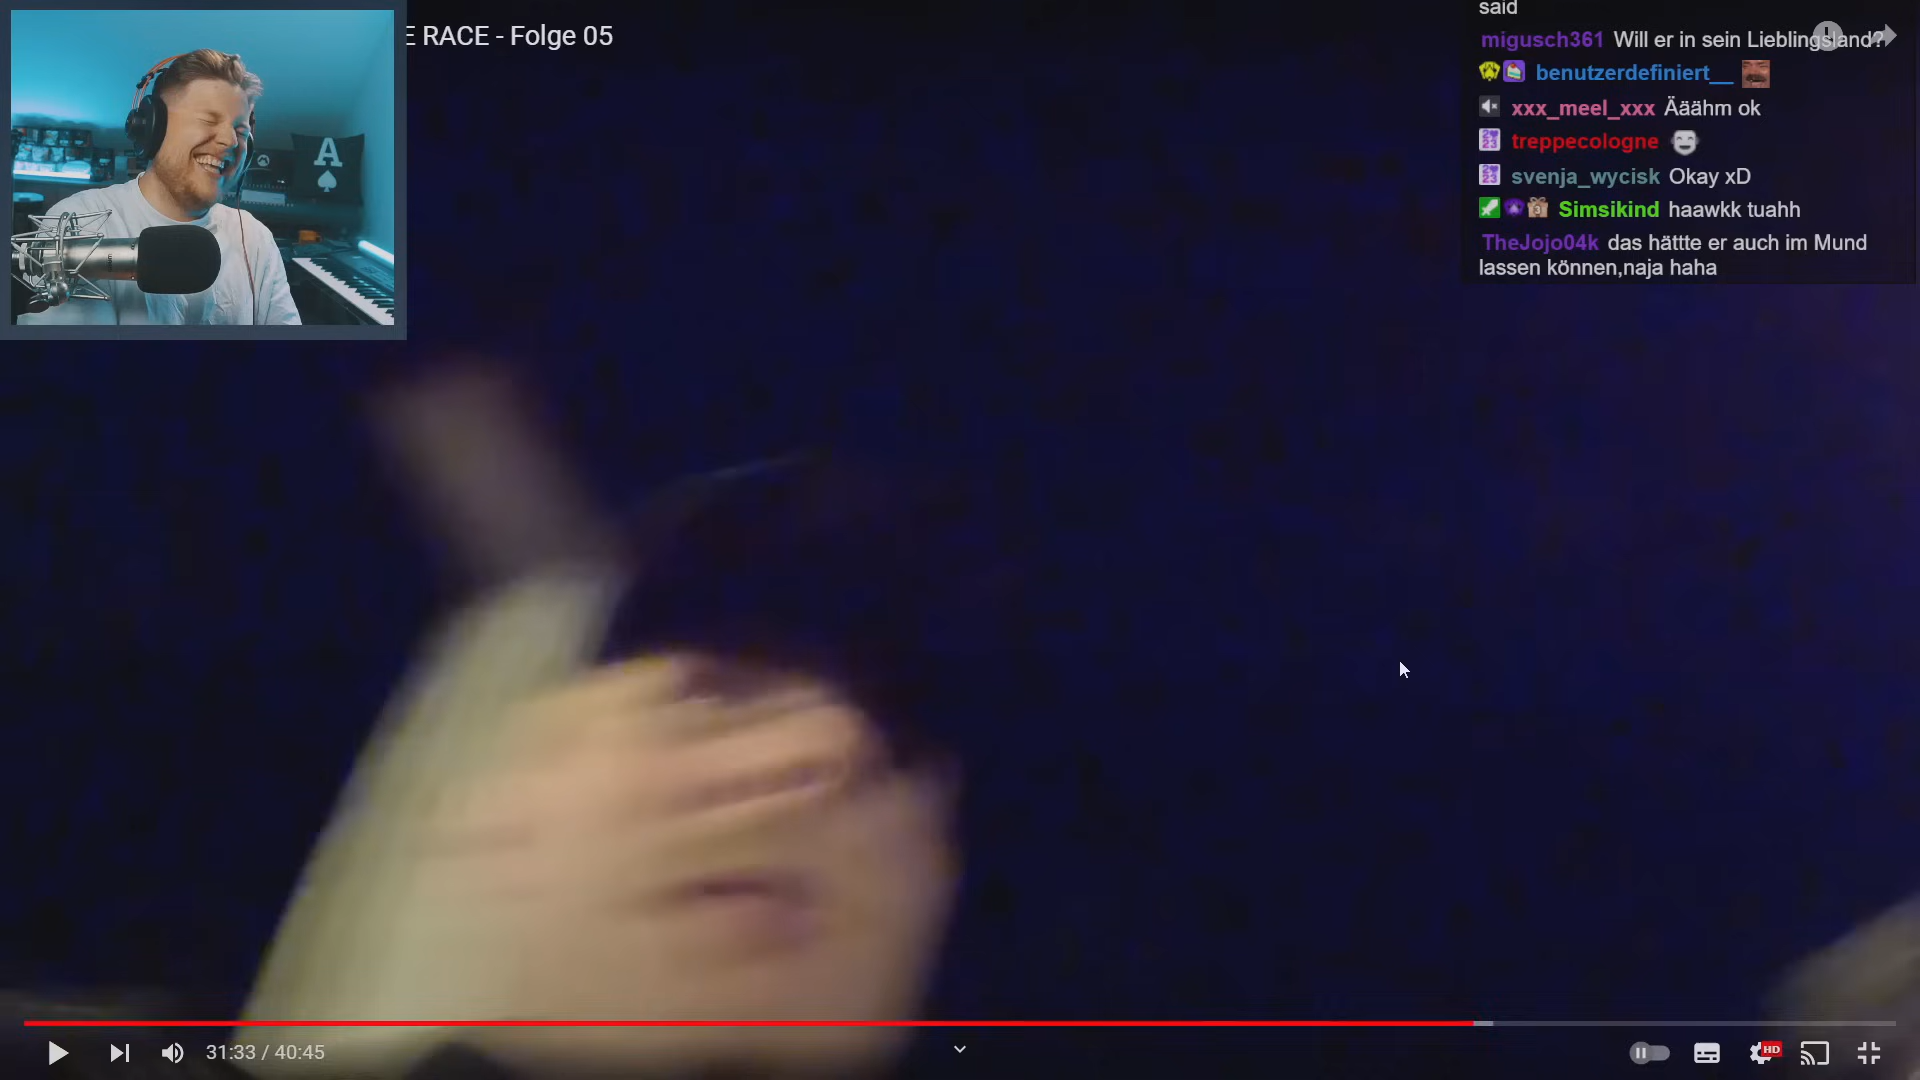 E RACE - Folge 05
said
migusch361 Will er in sein Lieblingsland?
benutzerdefiniert__
xxx_meel_xxx Ääähm ok
treppecologne
svenja_wycisk Okay xD
Simsikind haawkk tuahh
TheJojo04k das hättte er auch im Mund
lassen können,naja haha
A
31:33 / 40:45
HD